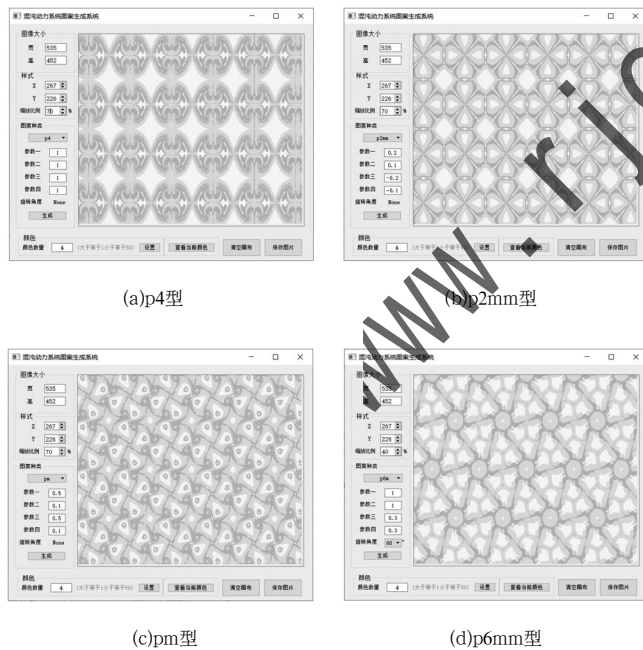 混沌动力系统图案生成系统
图像大小
宽 535
高 452
样式
X 267
Y 226
缩放比例 70 %
图案种类
p4
参数一 1
参数二 1
参数三 1
参数四 1
旋转角度 None
生成
颜色
颜色数量 4 (大于等于1小于等于50) 设置 查看当前颜色 清空画布 保存图片
(a)p4型
混沌动力系统图案生成系统
图像大小
宽 535
高 452
样式
X 267
Y 226
缩放比例 70 %
图案种类
p2mm
参数一 0.2
参数二 0.1
参数三 -0.2
参数四 -0.1
旋转角度 None
生成
颜色
颜色数量 4 (大于等于1小于等于50) 设置 查看当前颜色 清空画布 保存图片
(b)p2mm型
混沌动力系统图案生成系统
图像大小
宽 535
高 452
样式
X 267
Y 226
缩放比例 70 %
图案种类
pm
参数一 0.5
参数二 0.1
参数三 0.5
参数四 0.1
旋转角度 None
生成
颜色
颜色数量 4 (大于等于1小于等于50) 设置 查看当前颜色 清空画布 保存图片
(c)pm型
混沌动力系统图案生成系统
图像大小
宽 535
高 452
样式
X 267
Y 226
缩放比例 40 %
图案种类
p6m
参数一 1
参数二 1
参数三 0.3
参数四 0.3
旋转角度 60 °
生成
颜色
颜色数量 4 (大于等于1小于等于50) 设置 查看当前颜色 清空画布 保存图片
(d)p6mm型